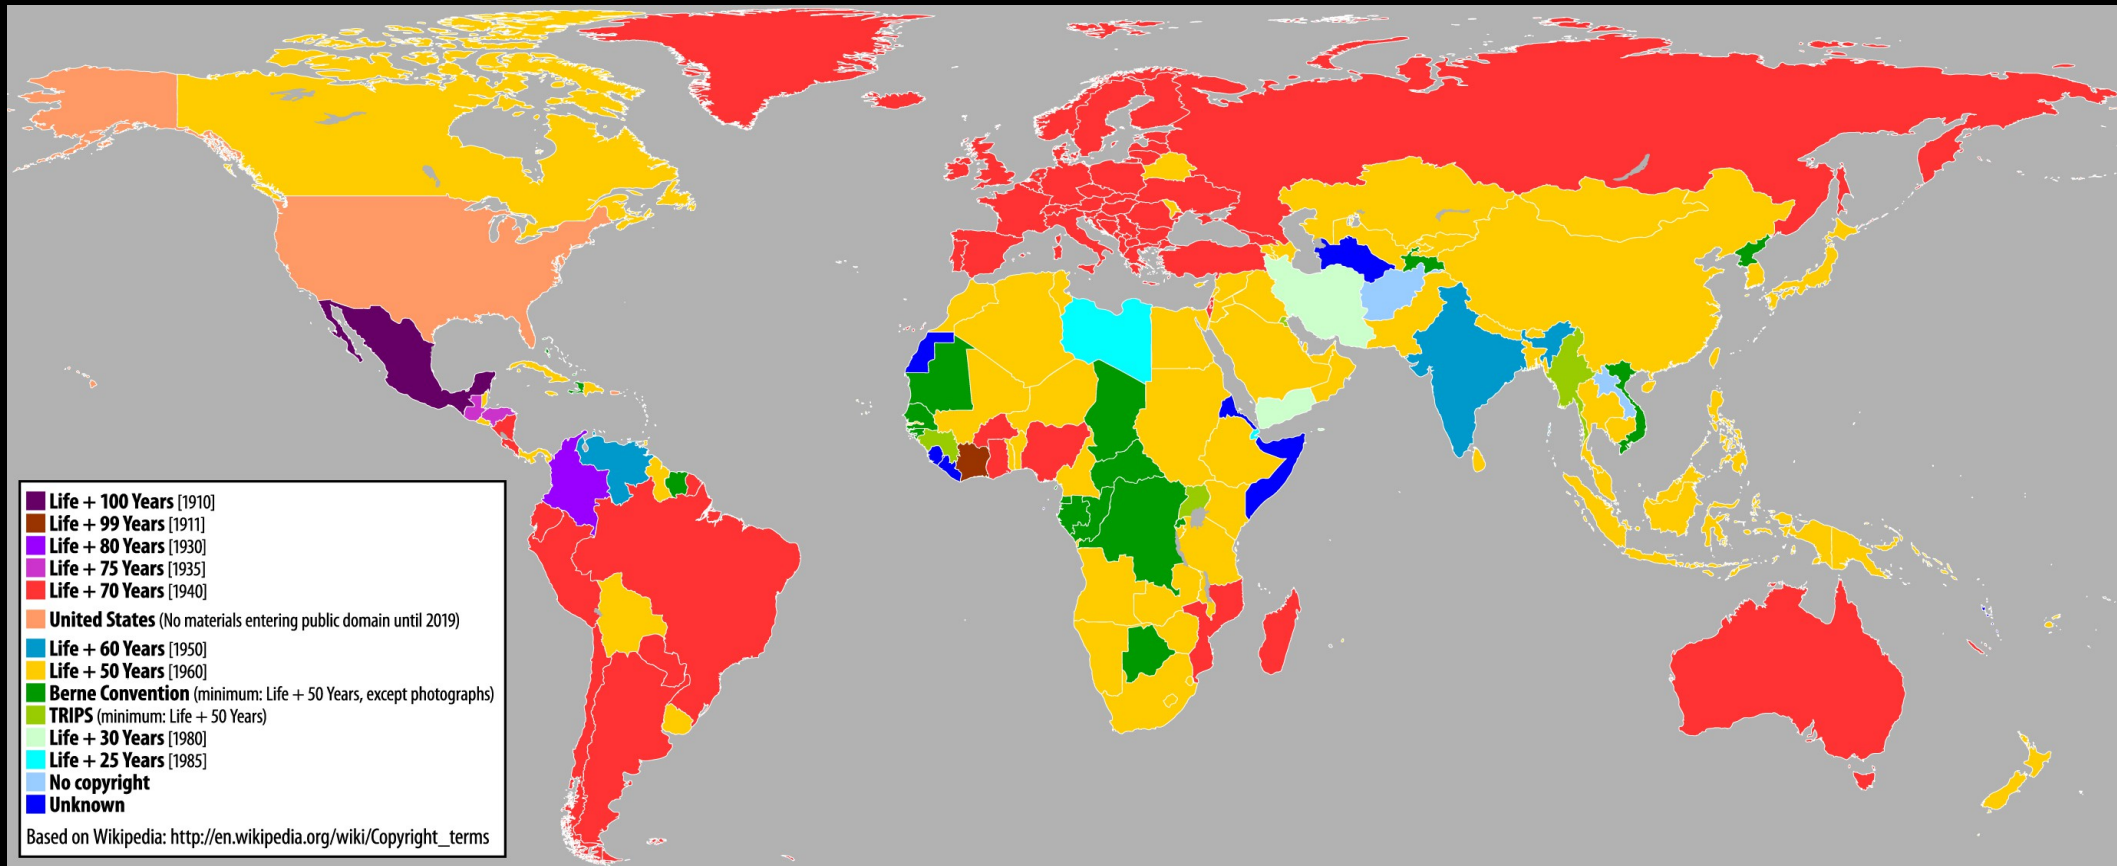 Life + 100 Years [1910]
Life + 99 Years [1911]
Life + 80 Years [1930]
Life + 75 Years [1935]
Life + 70 Years [1940]
United States (No materials entering public domain until 2019)
Life + 60 Years [1950]
Life + 50 Years [1960]
Berne Convention (minimum: Life + 50 Years, except photographs)
TRIPS (minimum: Life + 50 Years)
Life + 30 Years [1980]
Life + 25 Years [1985]
No copyright
Unknown
Based on Wikipedia: http://en.wikipedia.org/wiki/Copyright_terms